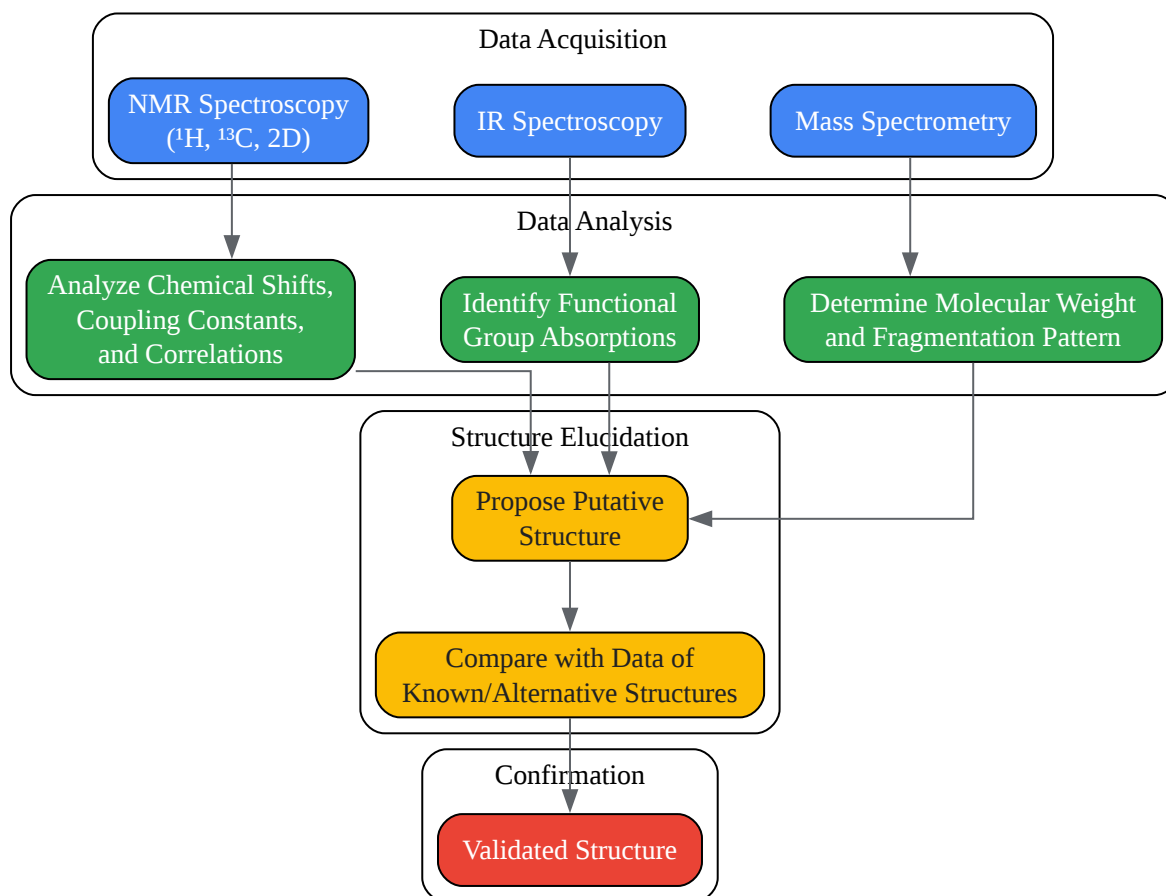 Data Acquisition
NMR Spectroscopy
(¹H, ¹³C, 2D)
IR Spectroscopy
Mass Spectrometry
Data Analysis
Analyze Chemical Shifts,
Coupling Constants,
and Correlations
Identify Functional
Group Absorptions
Determine Molecular Weight
and Fragmentation Pattern
Structure Elucidation
Propose Putative
Structure
Compare with Data of
Known/Alternative Structures
Confirmation
Validated Structure